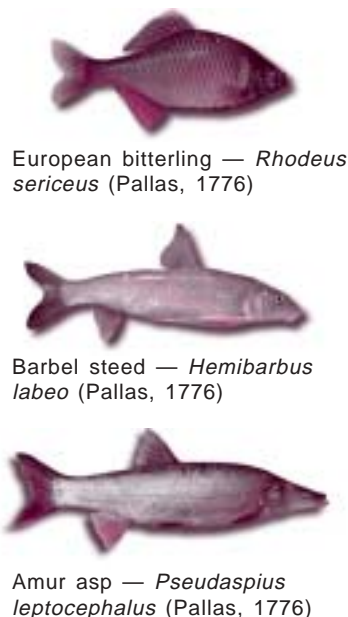 European bitterling — Rhodeus
sericeus (Pallas, 1776)
Barbel steed — Hemibarbus
labeo (Pallas, 1776)
Amur asp — Pseudaspius
leptocephalus (Pallas, 1776)